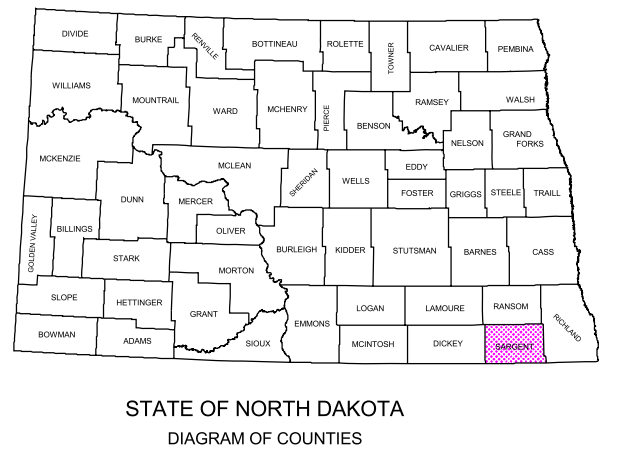 DIVIDE
BURKE
RENVILLE
BOTTINEAU
ROLETTE
TOWNER
CAVALIER
PEMBINA
WILLIAMS
MOUNTRAIL
WARD
MCHENRY
PIERCE
BENSON
RAMSEY
WALSH
NELSON
GRAND
FORKS
MCKENZIE
DUNN
MCLEAN
MERCER
OLIVER
SHERIDAN
WELLS
EDDY
FOSTER
GRIGGS
STEELE
TRAILL
GOLDEN VALLEY
BILLINGS
STARK
MORTON
BURLEIGH
KIDDER
STUTSMAN
BARNES
CASS
SLOPE
HETTINGER
GRANT
BOWMAN
ADAMS
SIOUX
EMMONS
LOGAN
LAMOURE
RANSOM
RICHLAND
MCINTOSH
DICKEY
SARGENT
STATE OF NORTH DAKOTA
DIAGRAM OF COUNTIES